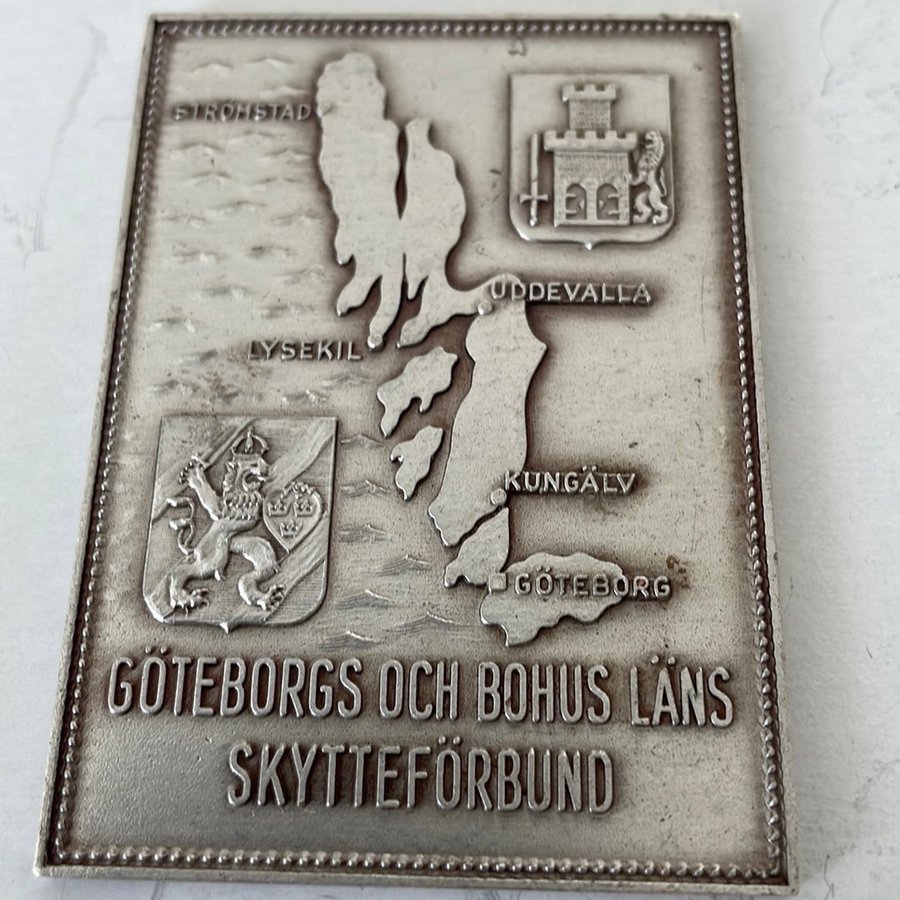 STRÖMSTAD
UDDEVALLA
LYSEKIL
KUNGÄLV
GÖTEBORG
GÖTEBORGS OCH BOHUS LÄNS
SKYTTEFÖRBUND